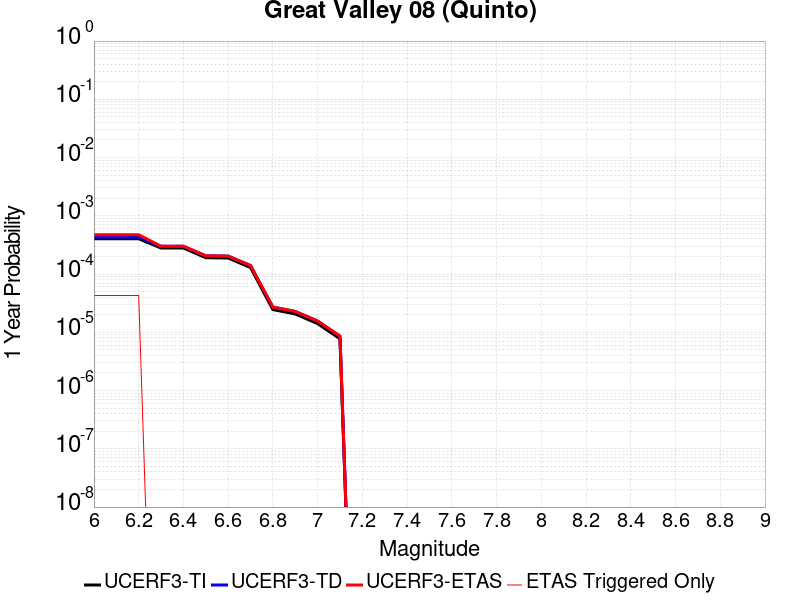 Great Valley 08 (Quinto)
10^0
10^-1
10^-2
10^-3
10^-4
10^-5
10^-6
10^-7
10^-8
1 Year Probability
6 6.2 6.4 6.6 6.8 7 7.2 7.4 7.6 7.8 8 8.2 8.4 8.6 8.8 9
Magnitude
UCERF3-TI UCERF3-TD UCERF3-ETAS ETAS Triggered Only